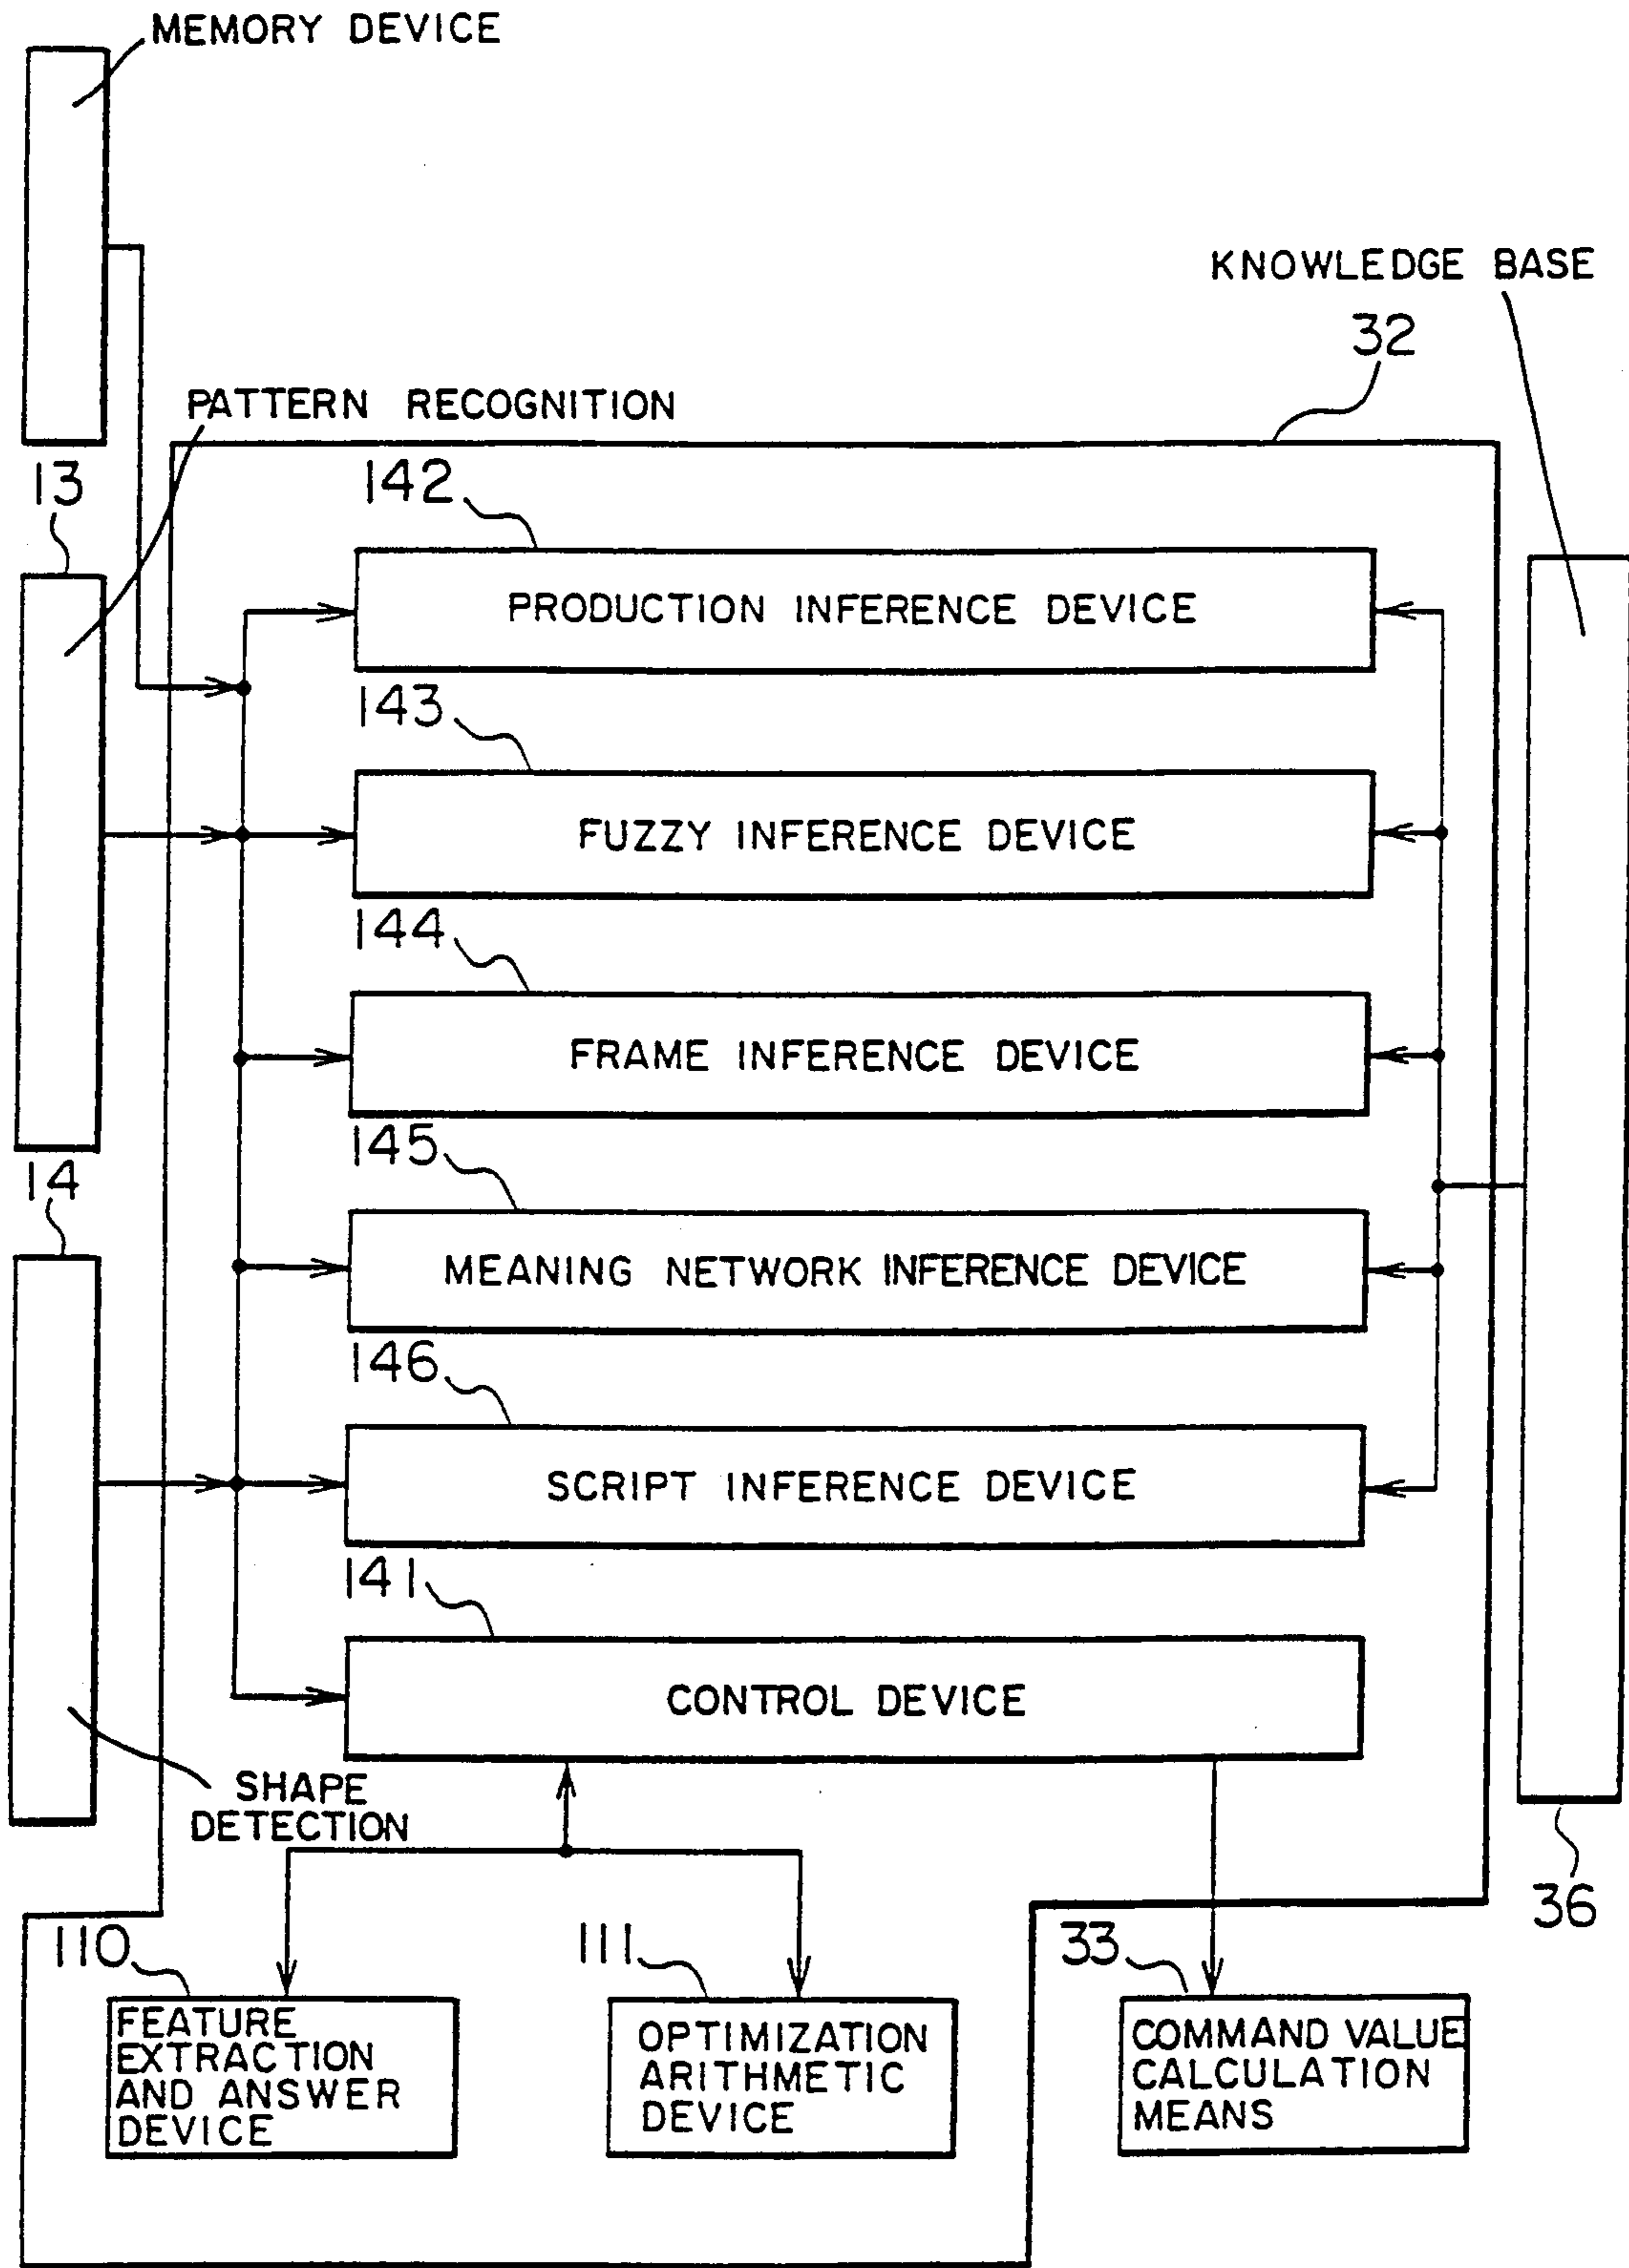 MEMORY DEVICE
KNOWLEDGE BASE
32
PATTERN RECOGNITION
13
142
PRODUCTION INFERENCE DEVICE
143
FUZZY INFERENCE DEVICE
144
FRAME INFERENCE DEVICE
14
145
MEANING NETWORK INFERENCE DEVICE
146
SCRIPT INFERENCE DEVICE
141
CONTROL DEVICE
SHAPE
DETECTION
36
110
FEATURE
EXTRACTION
AND ANSWER
DEVICE
111
OPTIMIZATION
ARITHMETIC
DEVICE
33
COMMAND VALUE
CALCULATION
MEANS